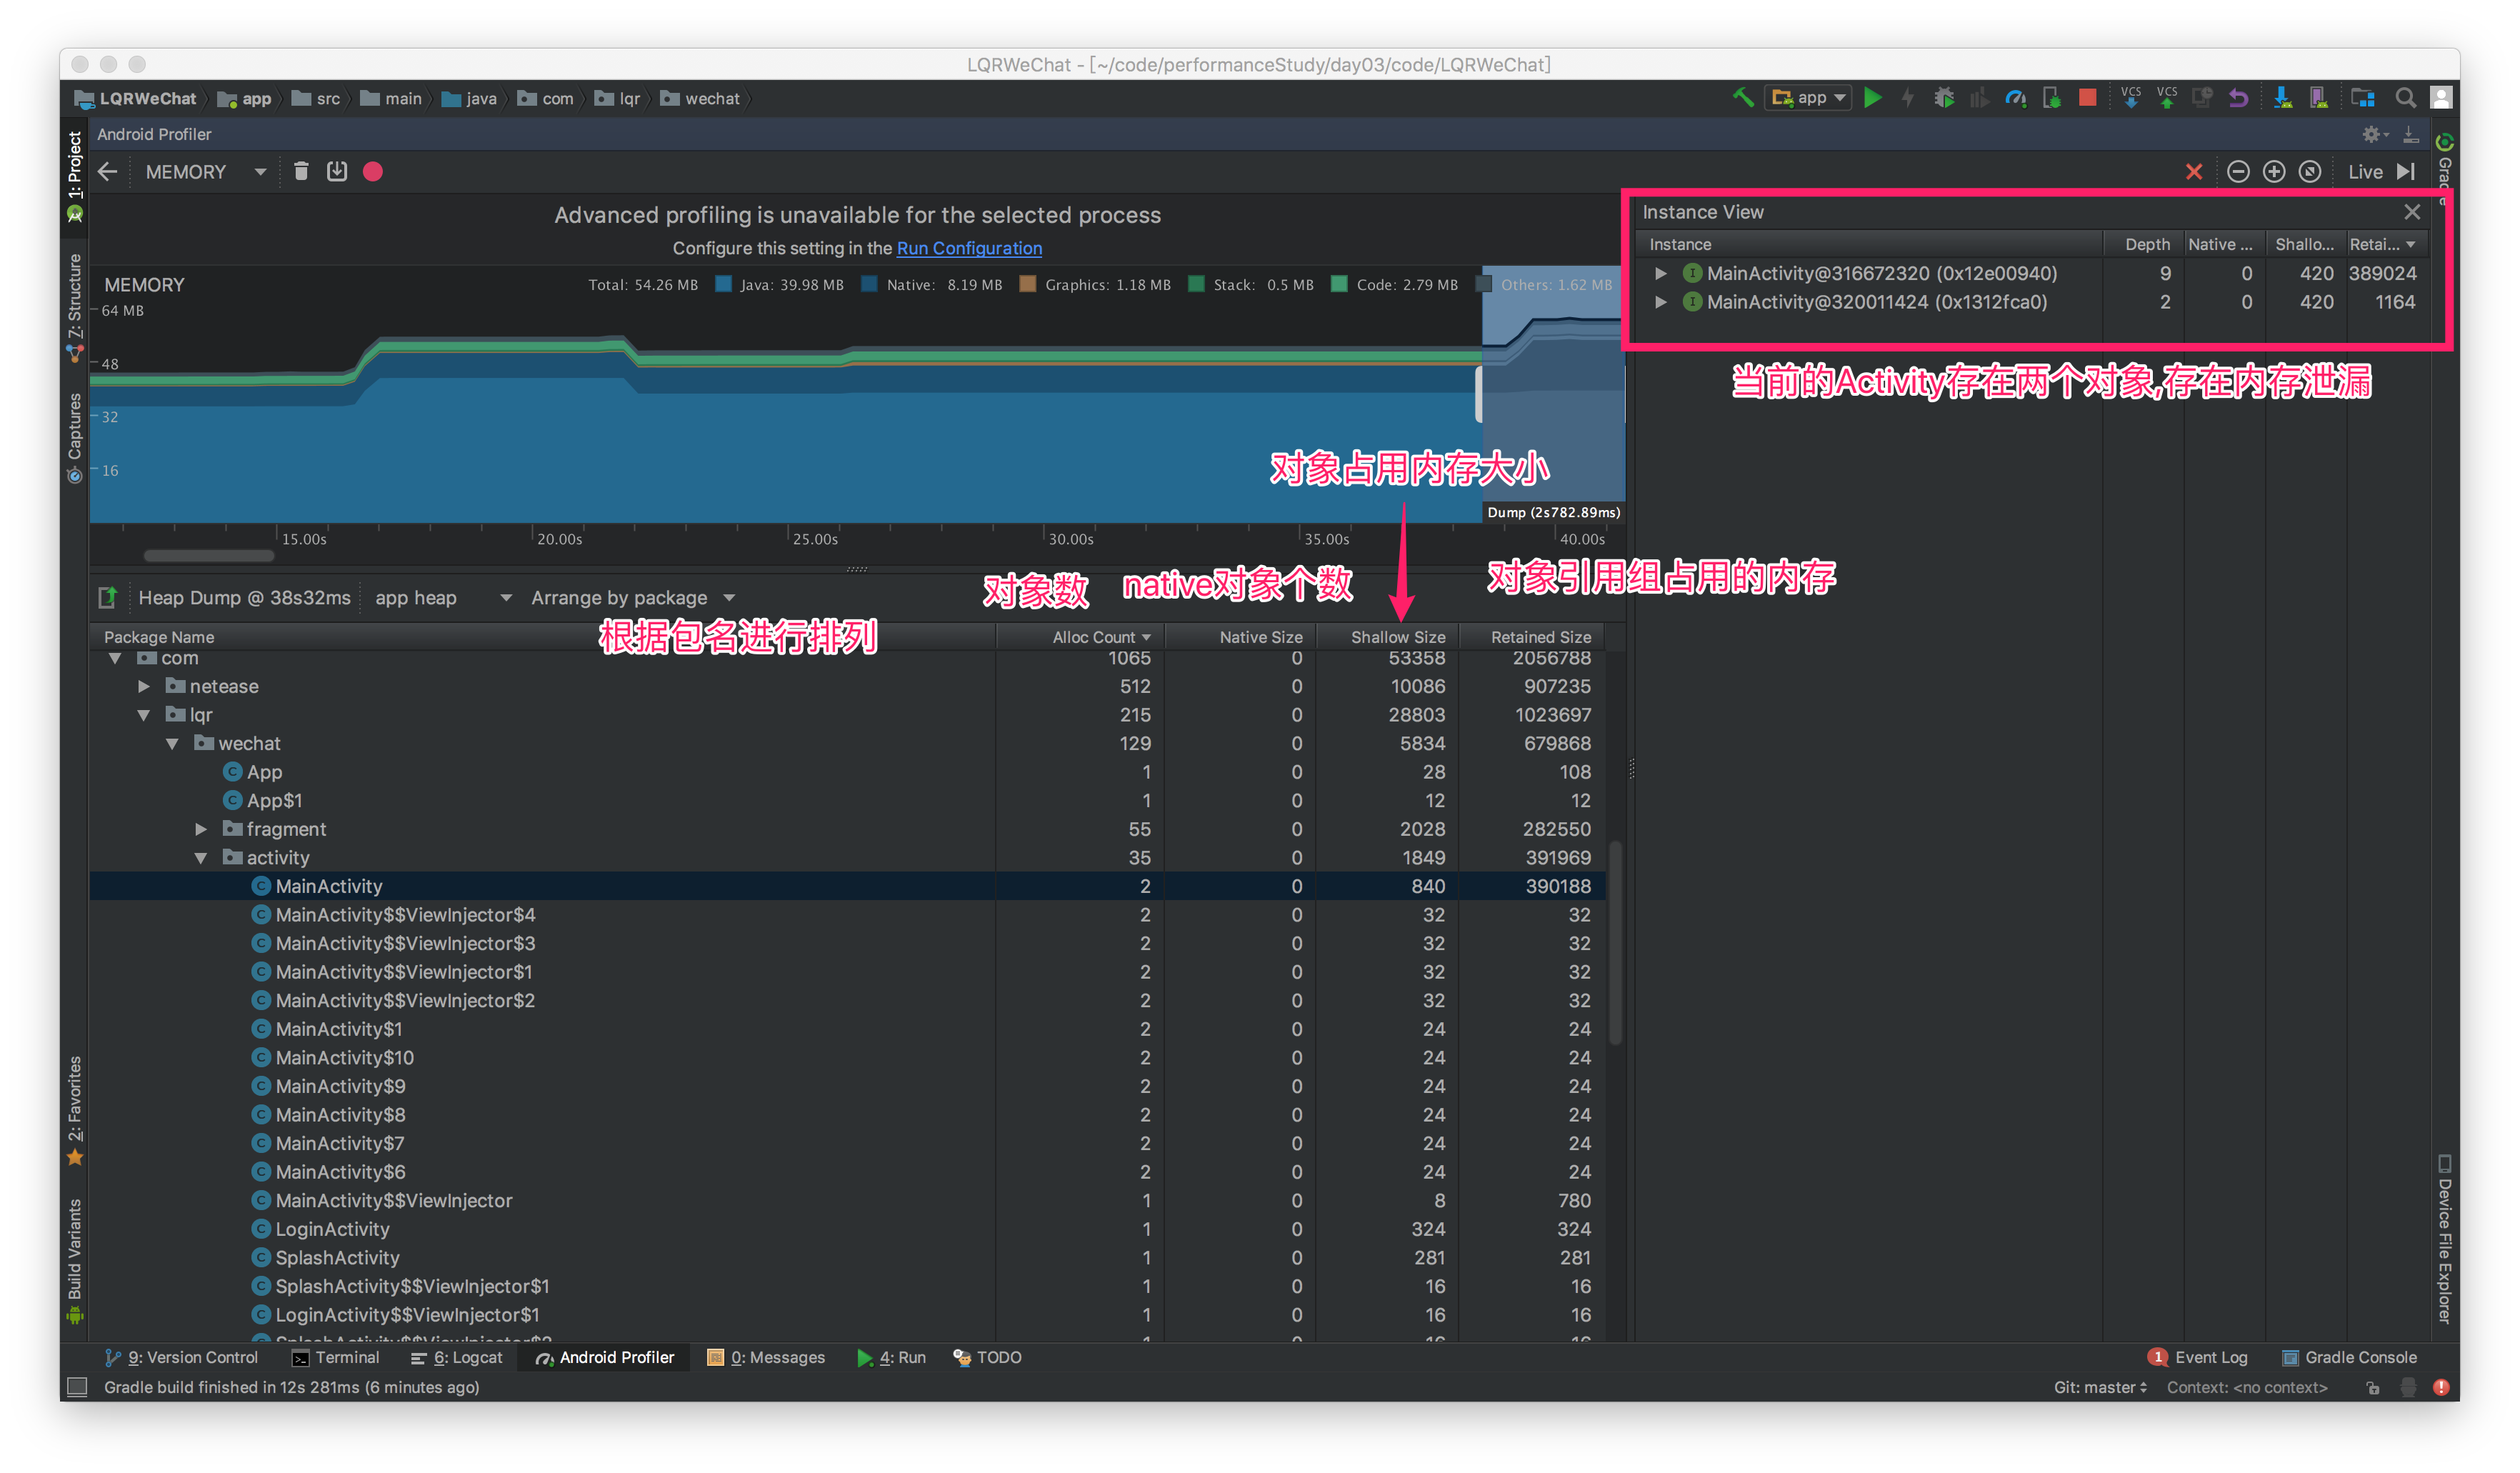 LQRWeChat - [~/code/performanceStudy/day03/code/LQRWeChat]
LQRWeChat app src main java com lqr wechat app VCS VCS
Android Profiler
MEMORY Live
Advanced profiling is unavailable for the selected process
Configure this setting in the Run Configuration
MEMORY Total: 54.26 MB Java: 39.98 MB Native: 8.19 MB Graphics: 1.18 MB Stack: 0.5 MB Code: 2.79 MB Others: 1.62 MB
64 MB
48
32
16
Dump (2s782.89ms)
15.00s 20.00s 25.00s 30.00s 35.00s 40.00s
Instance View
Instance Depth Native ... Shallo... Retai...
MainActivity@316672320 (0x12e00940) 9 0 420 389024
MainActivity@320011424 (0x1312fca0) 2 0 420 1164
当前的Activity存在两个对象,存在内存泄漏
对象占用内存大小
对象数 native对象个数 对象引用组占用的内存
Heap Dump @ 38s32ms app heap Arrange by package
根据包名进行排列
Package Name Alloc Count Native Size Shallow Size Retained Size
com 1065 0 53358 2056788
netease 512 0 10086 907235
lqr 215 0 28803 1023697
wechat 129 0 5834 679868
App 1 0 28 108
App$1 1 0 12 12
fragment 55 0 2028 282550
activity 35 0 1849 391969
MainActivity 2 0 840 390188
MainActivity$$ViewInjector$4 2 0 32 32
MainActivity$$ViewInjector$3 2 0 32 32
MainActivity$$ViewInjector$1 2 0 32 32
MainActivity$$ViewInjector$2 2 0 32 32
MainActivity$1 2 0 24 24
MainActivity$10 2 0 24 24
MainActivity$9 2 0 24 24
MainActivity$8 2 0 24 24
MainActivity$7 2 0 24 24
MainActivity$6 2 0 24 24
MainActivity$$ViewInjector 1 0 8 780
LoginActivity 1 0 324 324
SplashActivity 1 0 281 281
SplashActivity$$ViewInjector$1 1 0 16 16
LoginActivity$$ViewInjector$1 1 0 16 16
1: Project
7: Structure
Captures
2: Favorites
Build Variants
Device File Explorer
9: Version Control Terminal 6: Logcat Android Profiler 0: Messages 4: Run TODO 1 Event Log Gradle Console
Gradle build finished in 12s 281ms (6 minutes ago) Git: master Context: <no context>